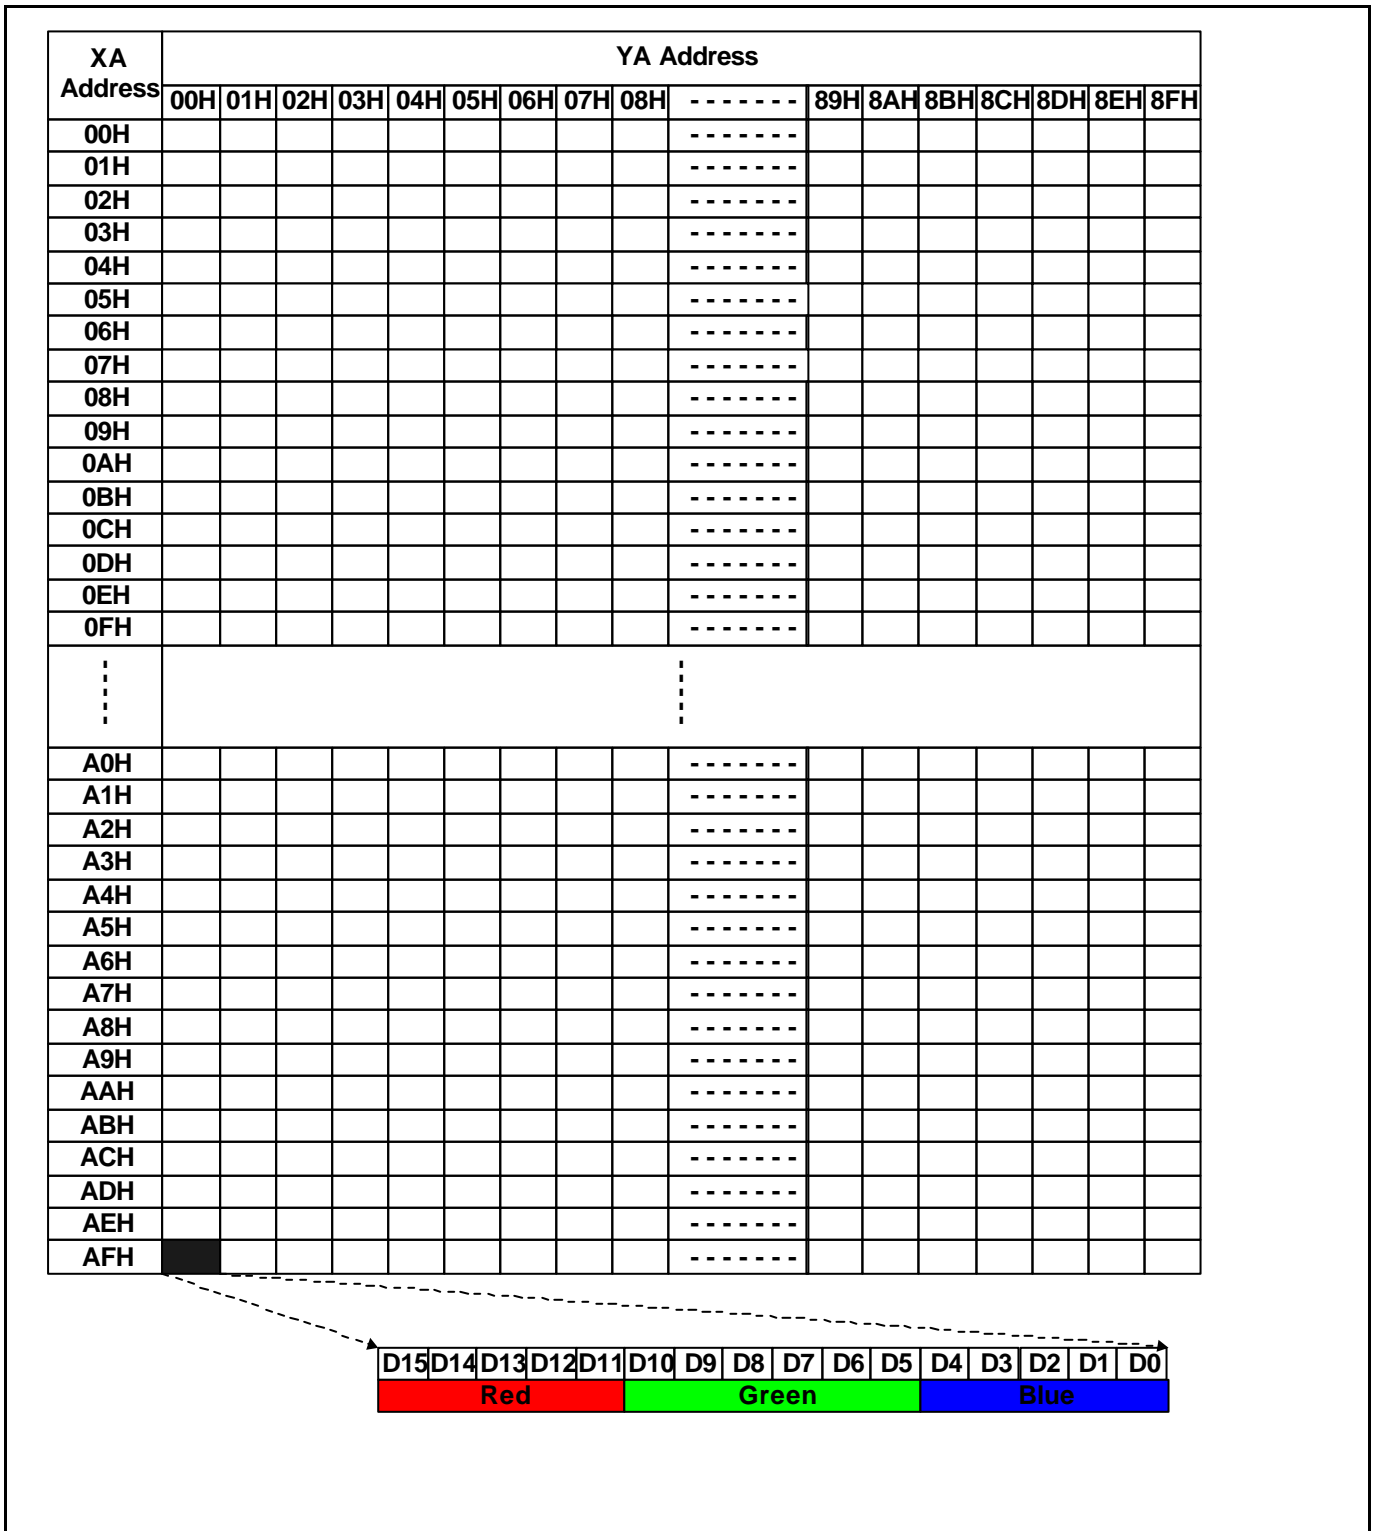 XA Address YA Address
00H 01H 02H 03H 04H 05H 06H 07H 08H ------- 89H 8AH 8BH 8CH 8DH 8EH 8FH
00H -------
01H -------
02H -------
03H -------
04H -------
05H -------
06H -------
07H -------
08H -------
09H -------
0AH -------
0BH -------
0CH -------
0DH -------
0EH -------
0FH -------
A0H -------
A1H -------
A2H -------
A3H -------
A4H -------
A5H -------
A6H -------
A7H -------
A8H -------
A9H -------
AAH -------
ABH -------
ACH -------
ADH -------
AEH -------
AFH -------
D15 D14 D13 D12 D11 D10 D9 D8 D7 D6 D5 D4 D3 D2 D1 D0
Red Green Blue